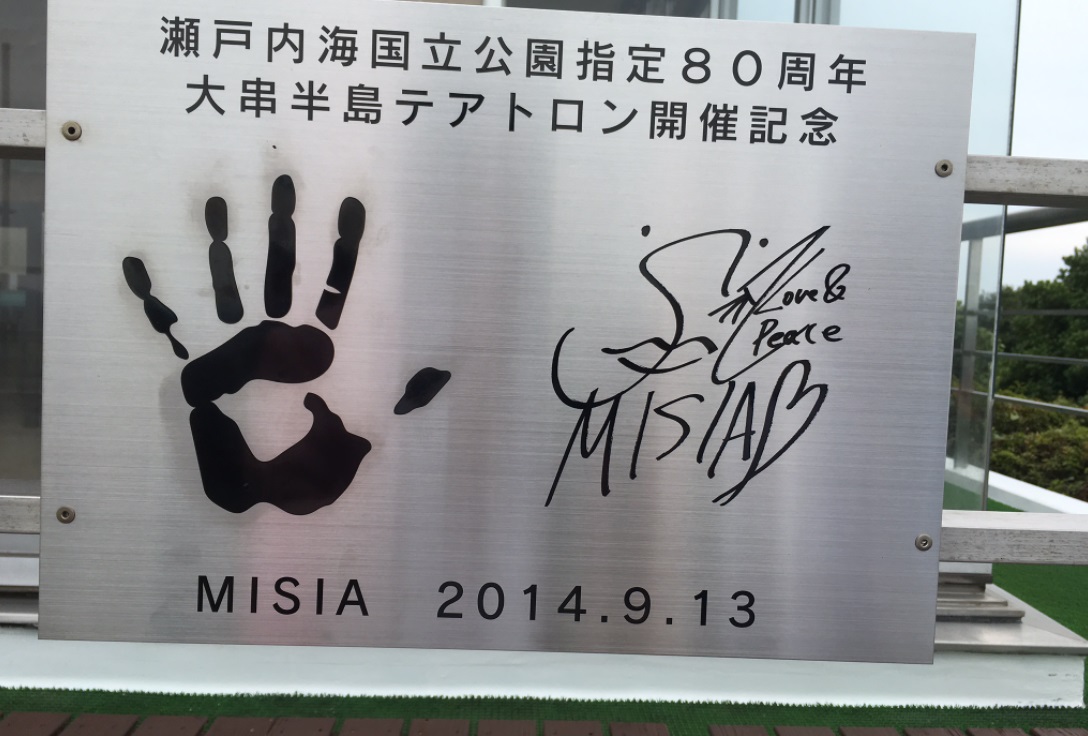 瀬戸内海国立公園指定80周年
大串半島テアトロン開催記念
Love &
Peace
MISIA
MISIA 2014.9.13